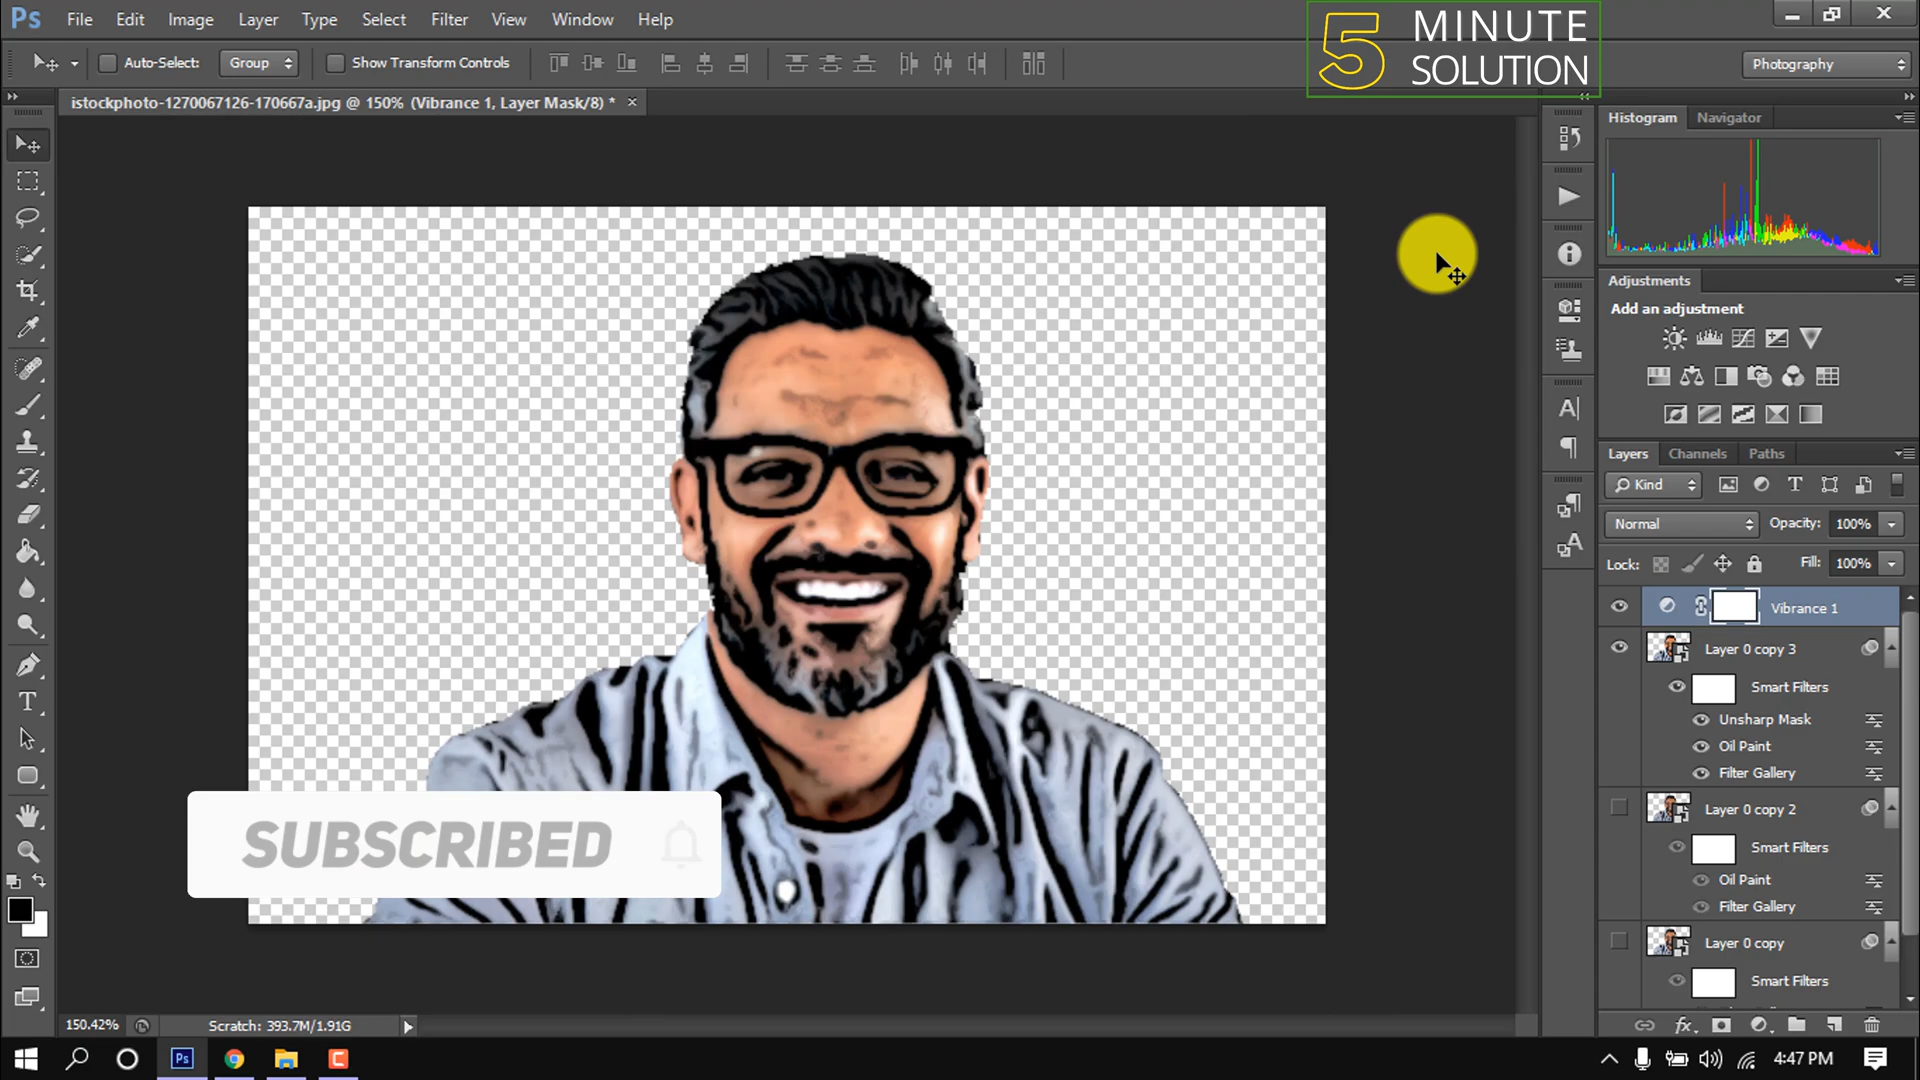 Ps File Edit Image Layer Type Select Filter View Window Help
5 MINUTE
SOLUTION
Auto-Select: Group Show Transform Controls
Photography
istockphoto-1270067126-170667a.jpg @ 150% (Vibrance 1, Layer Mask/8) * ×
Histogram Navigator
Adjustments
Add an adjustment
Layers Channels Paths
Kind
Normal Opacity: 100%
Lock: Fill: 100%
Vibrance 1
Layer 0 copy 3
Smart Filters
Unsharp Mask
Oil Paint
Filter Gallery
Layer 0 copy 2
Smart Filters
Oil Paint
Filter Gallery
Layer 0 copy
Smart Filters
SUBSCRIBED
150.42% Scratch: 393.7M/1.91G
fx
Ps
4:47 PM